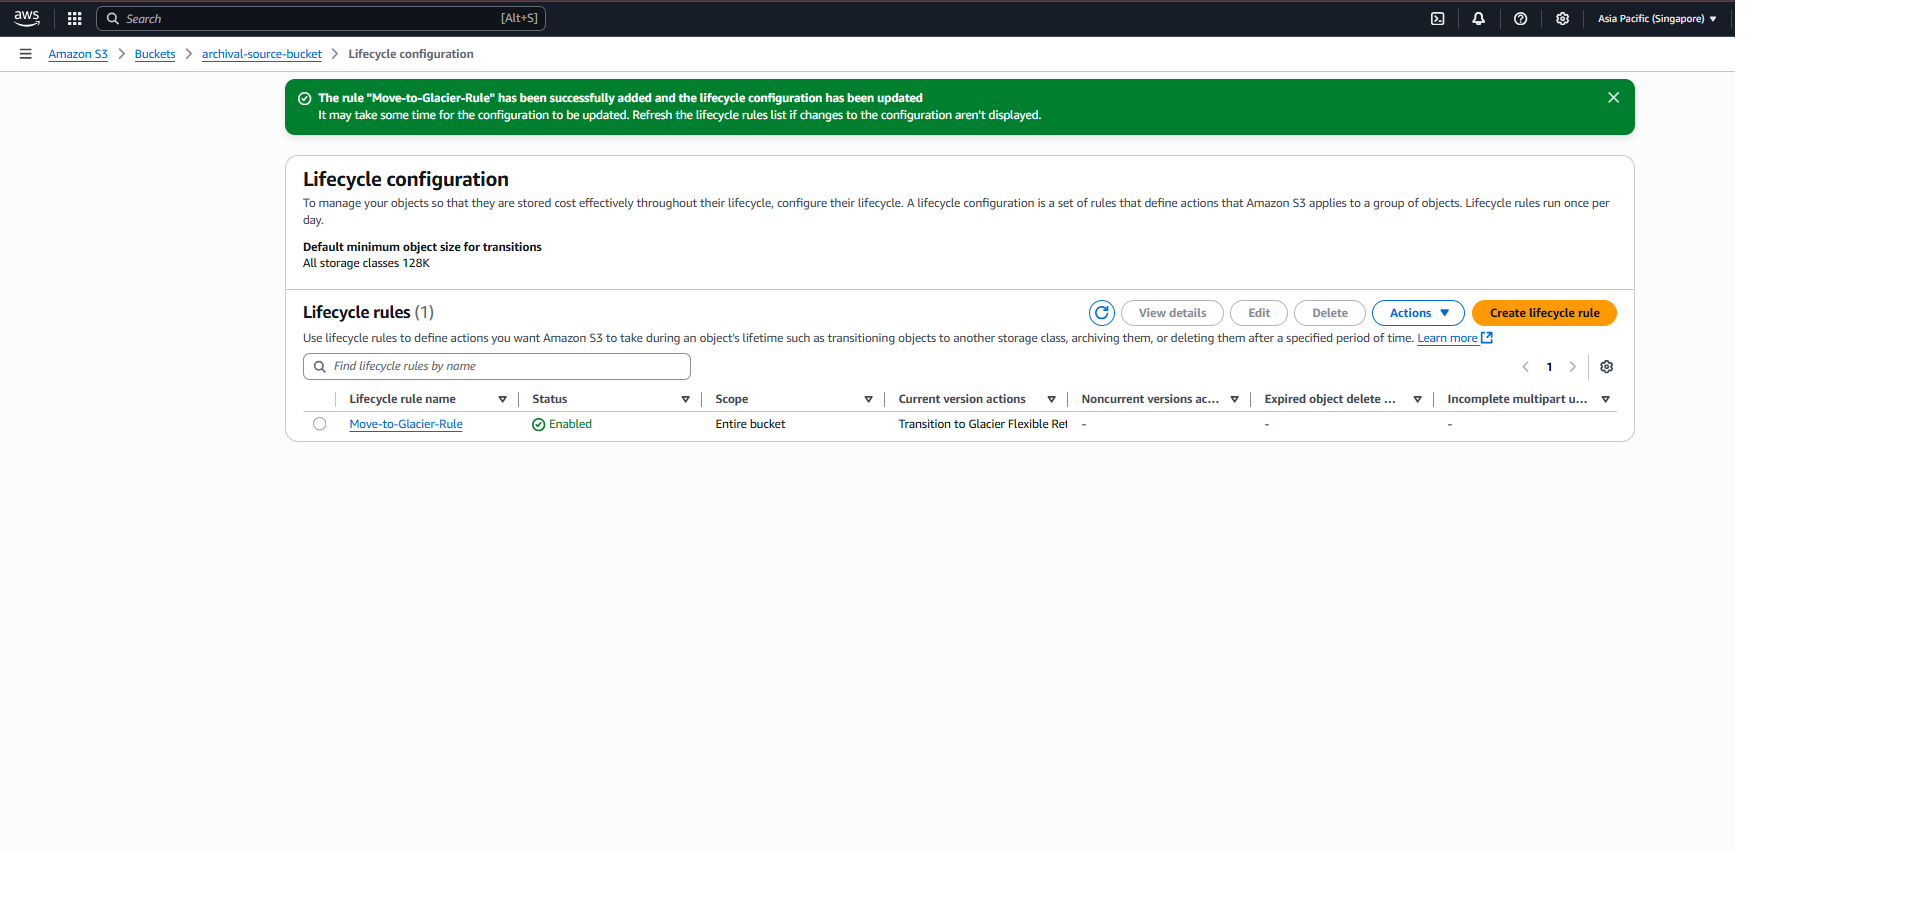 aws
Search [Alt+S] Asia Pacific (Singapore)
Amazon S3 Buckets archival-source-bucket Lifecycle configuration
The rule "Move-to-Glacier-Rule" has been successfully added and the lifecycle configuration has been updated
It may take some time for the configuration to be updated. Refresh the lifecycle rules list if changes to the configuration aren't displayed.
Lifecycle configuration
To manage your objects so that they are stored cost effectively throughout their lifecycle, configure their lifecycle. A lifecycle configuration is a set of rules that define actions that Amazon S3 applies to a group of objects. Lifecycle rules run once per
day.
Default minimum object size for transitions
All storage classes 128K
Lifecycle rules (1) View details Edit Delete Actions Create lifecycle rule
Use lifecycle rules to define actions you want Amazon S3 to take during an object's lifetime such as transitioning objects to another storage class, archiving them, or deleting them after a specified period of time. Learn more
Find lifecycle rules by name 1
Lifecycle rule name Status Scope Current version actions Noncurrent versions ac... Expired object delete ... Incomplete multipart u...
Move-to-Glacier-Rule Enabled Entire bucket Transition to Glacier Flexible Ret - - -